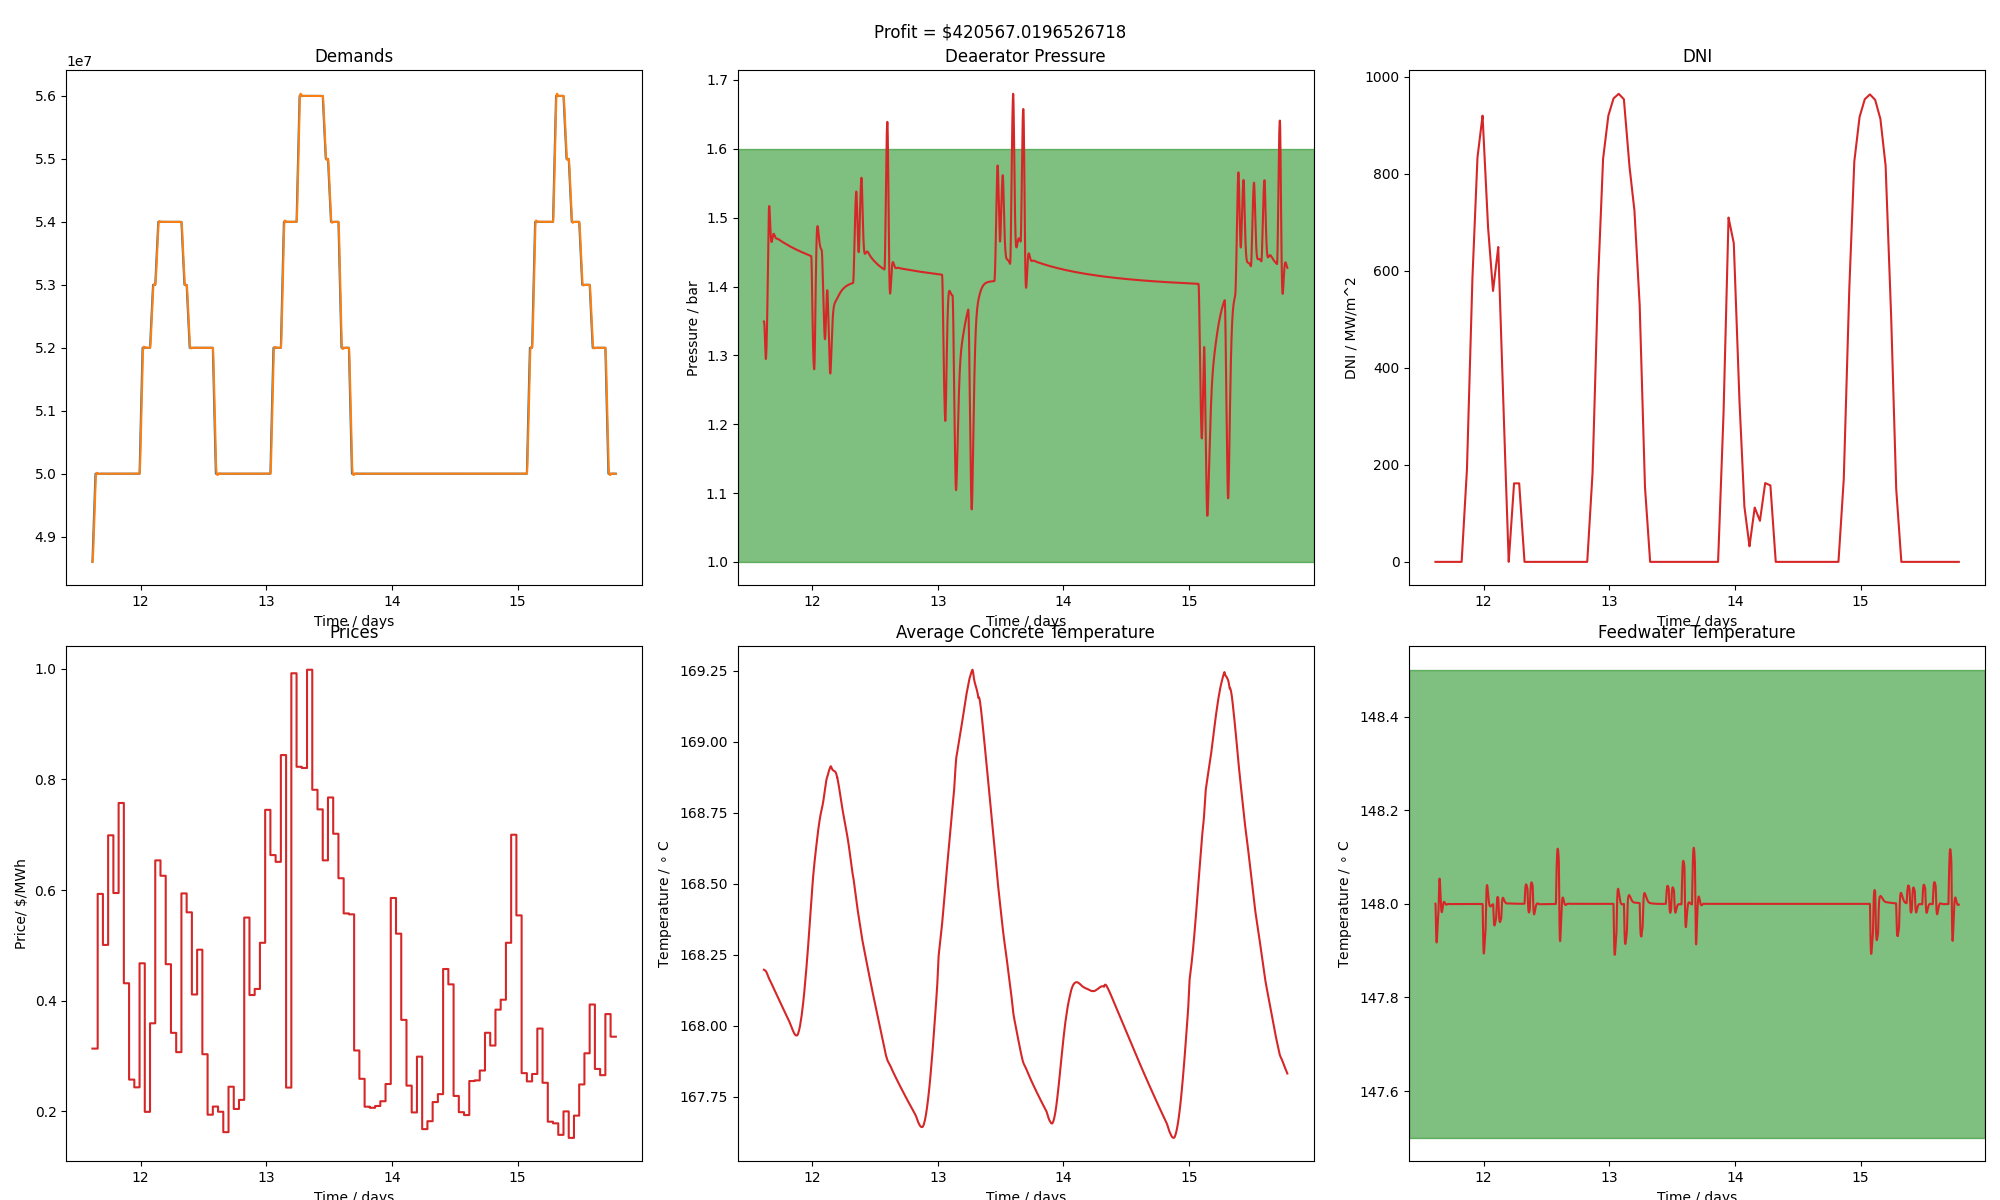 Profit = $420567.0196526718
Demands
1e7
5.6
5.5
5.4
5.3
5.2
5.1
5.0
4.9
12 13 14 15
Time / days
Deaerator Pressure
Pressure / bar
1.7
1.6
1.5
1.4
1.3
1.2
1.1
1.0
12 13 14 15
Time / days
DNI
DNI / MW/m^2
1000
800
600
400
200
0
12 13 14 15
Time / days
Prices
Price/ $/MWh
1.0
0.8
0.6
0.4
0.2
12 13 14 15
Time / days
Average Concrete Temperature
Temperature / ∘ C
169.25
169.00
168.75
168.50
168.25
168.00
167.75
12 13 14 15
Time / days
Feedwater Temperature
Temperature / ∘ C
148.4
148.2
148.0
147.8
147.6
12 13 14 15
Time / days